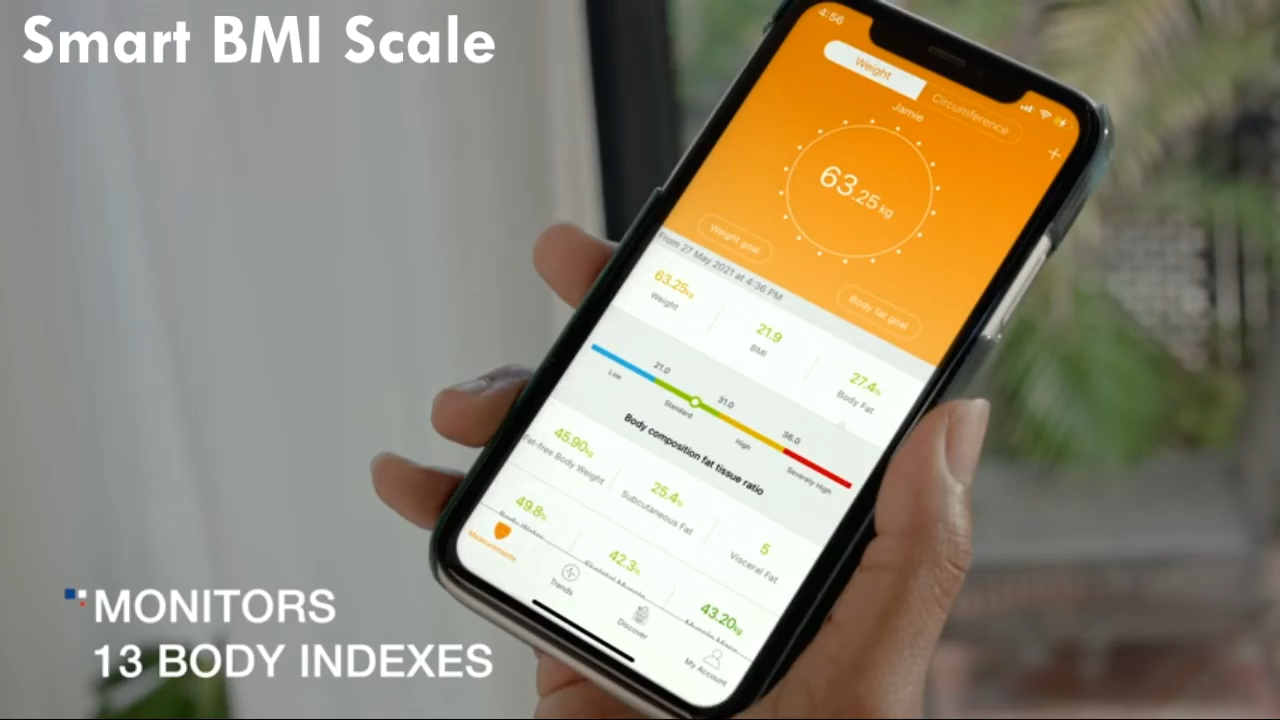 Smart BMI Scale
4:56
Weight
Circumference
Jamie
+
63.25 kg
Weight goal
Body fat goal
From 27 May 2021 at 4:36 PM
63.25kg
Weight
21.9
BMI
27.4%
Body Fat
21.0
31.0
36.0
Low
Standard
High
Severely High
Body composition fat tissue ratio
45.90kg
Fat-free Body Weight
25.4%
Subcutaneous Fat
5
Visceral Fat
49.8%
42.3%
43.20kg
Measurements
Trends
Discover
My Account
MONITORS
13 BODY INDEXES